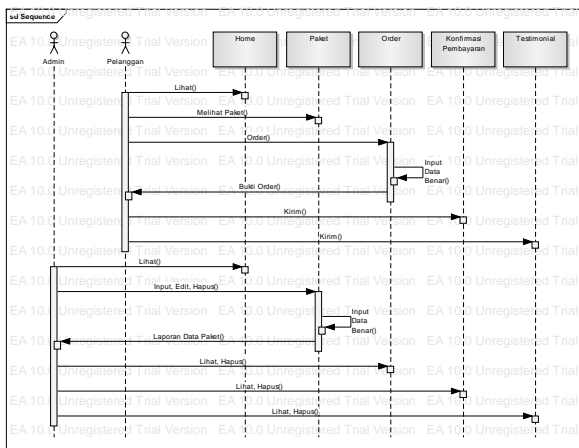 sd Sequence
EA 10.0 Unregistered Trial Version
Admin
Pelanggan
Home
Paket
Order
Konfirmasi
Pembayaran
Testimonial
Lihat()
Melihat Paket()
Order()
Input
Data
Benar()
Bukti Order()
Kirim()
Kirim()
Lihat()
Input, Edit, Hapus()
Input
Data
Benar()
Laporan Data Paket()
Lihat, Hapus()
Lihat, Hapus()
Lihat, Hapus()